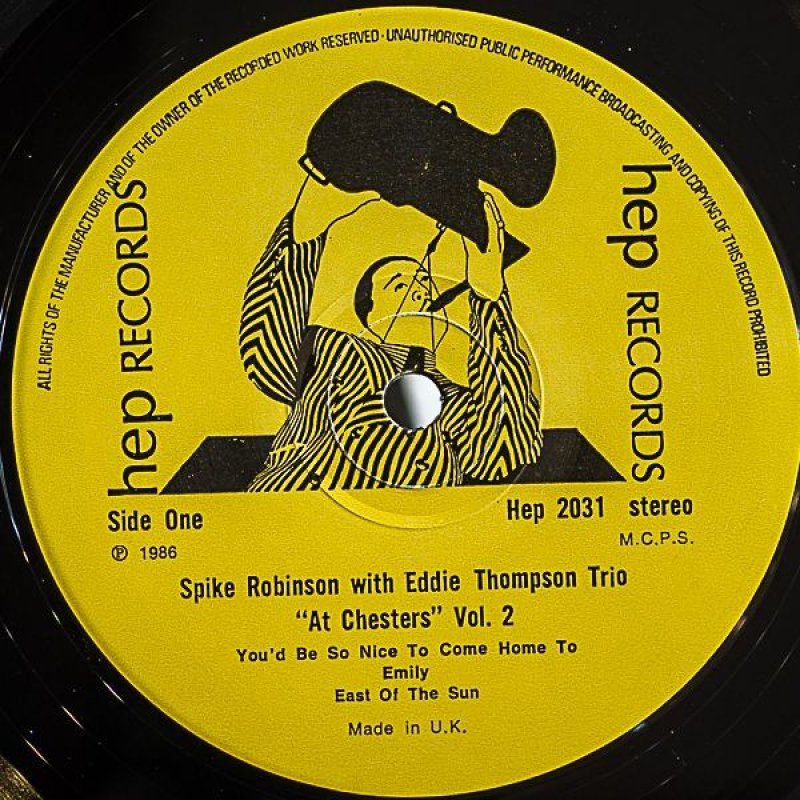 ALL RIGHTS OF THE MANUFACTURER AND OF THE OWNER OF THE RECORDED WORK RESERVED · UNAUTHORISED PUBLIC PERFORMANCE BROADCASTING AND COPYING OF THIS RECORD PROHIBITED
hep RECORDS
hep RECORDS
Side One
Hep 2031 stereo
℗ 1986
M.C.P.S.
Spike Robinson with Eddie Thompson Trio
“At Chesters” Vol. 2
You'd Be So Nice To Come Home To
Emily
East Of The Sun
Made in U.K.